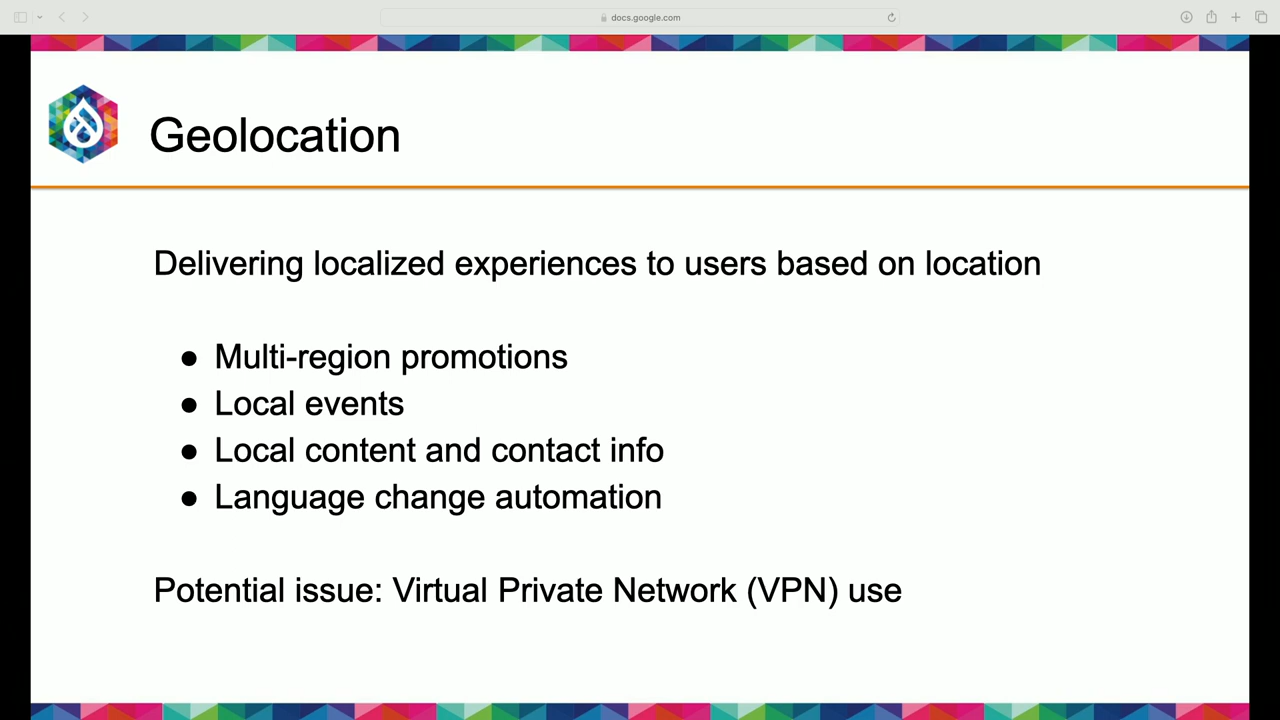 docs.google.com
Geolocation
Delivering localized experiences to users based on location
● Multi-region promotions
● Local events
● Local content and contact info
● Language change automation
Potential issue: Virtual Private Network (VPN) use